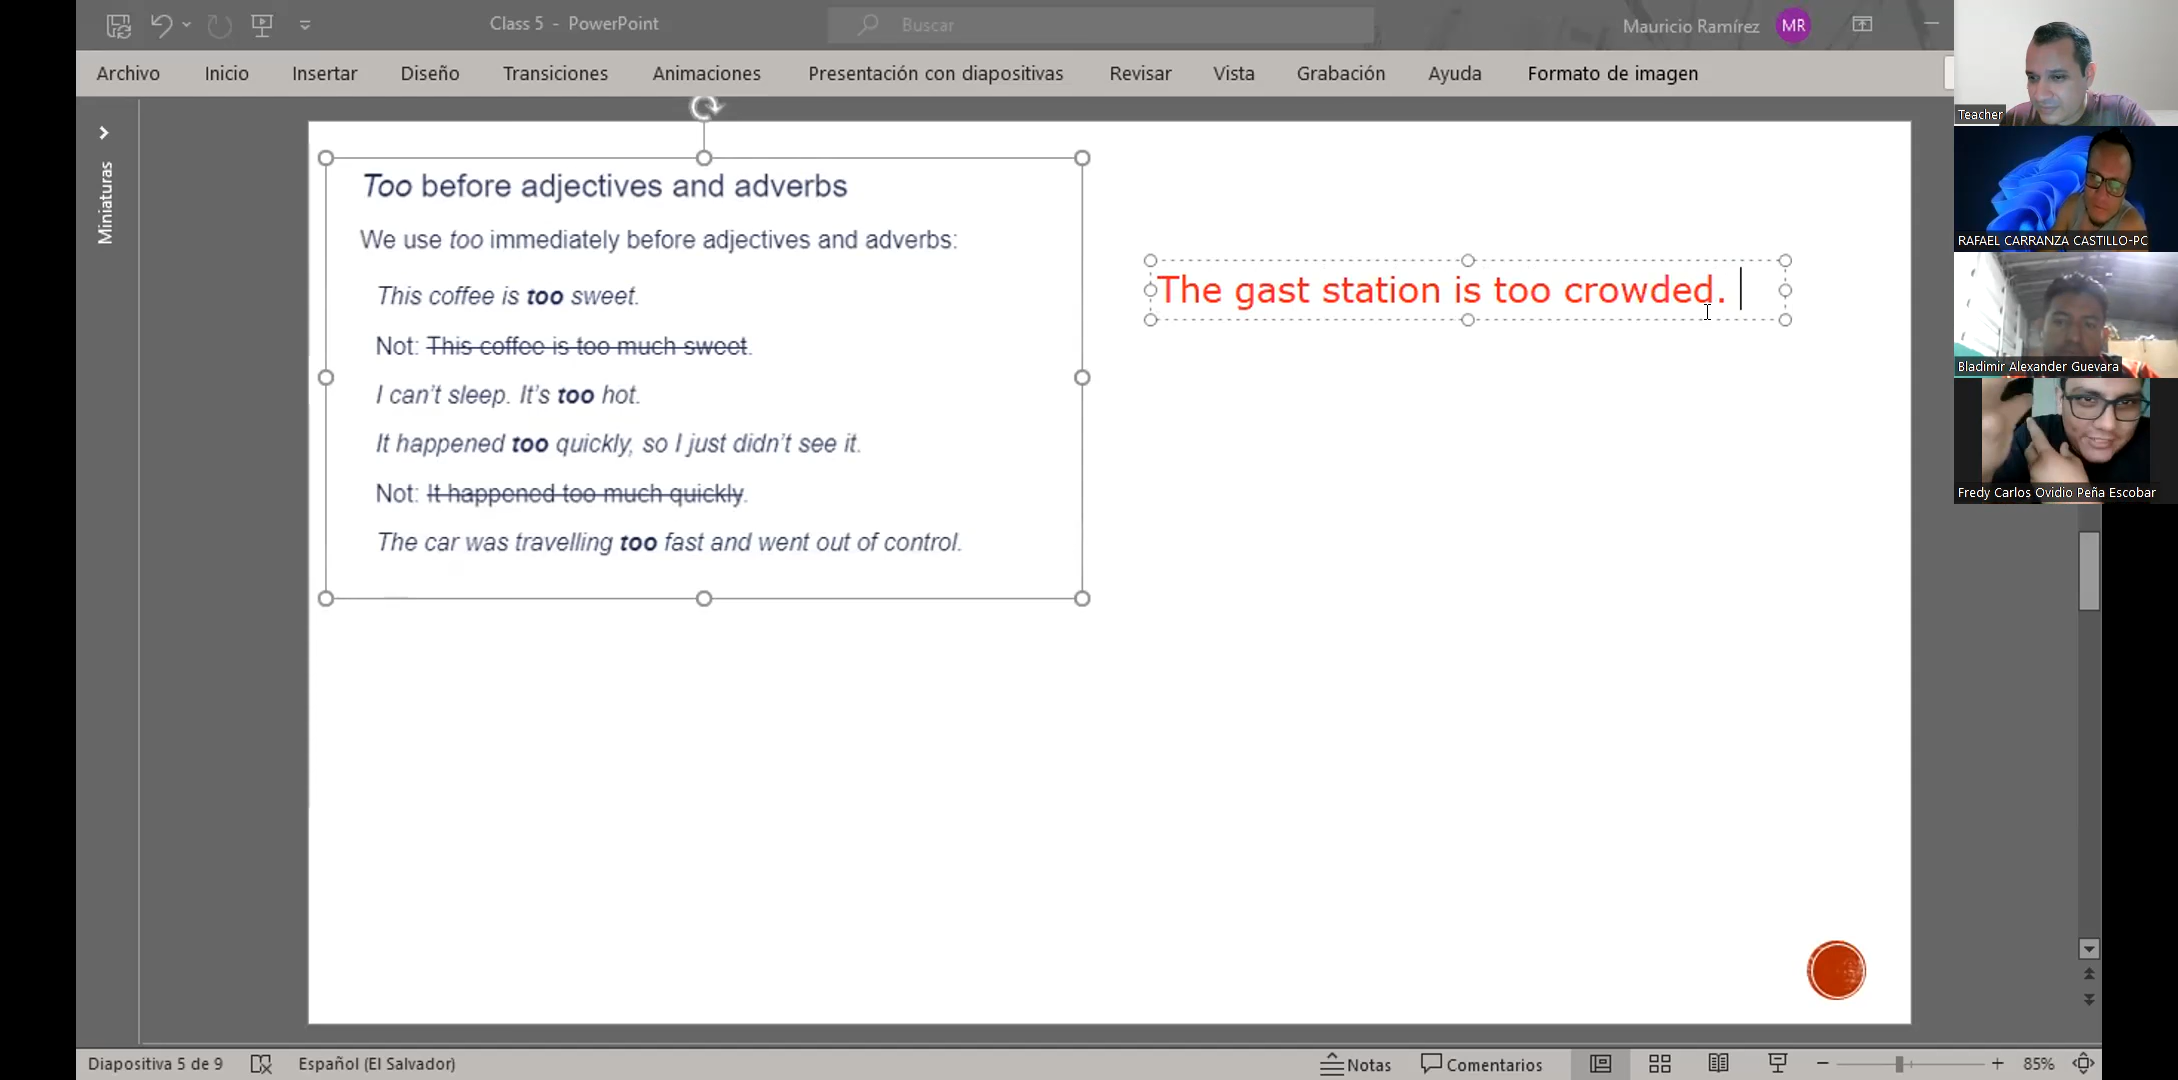 Class 5 - PowerPoint
Buscar
Mauricio Ramírez
MR
Archivo
Inicio
Insertar
Diseño
Transiciones
Animaciones
Presentación con diapositivas
Revisar
Vista
Grabación
Ayuda
Formato de imagen
Miniaturas
Too before adjectives and adverbs
We use too immediately before adjectives and adverbs:
This coffee is too sweet.
Not: This coffee is too much sweet.
I can't sleep. It's too hot.
It happened too quickly, so I just didn't see it.
Not: It happened too much quickly.
The car was travelling too fast and went out of control.
The gast station is too crowded.
Teacher
RAFAEL CARRANZA CASTILLO-PC
Bladimir Alexander Guevara
Fredy Carlos Ovidio Peña Escobar
Diapositiva 5 de 9
Español (El Salvador)
Notas
Comentarios
85%